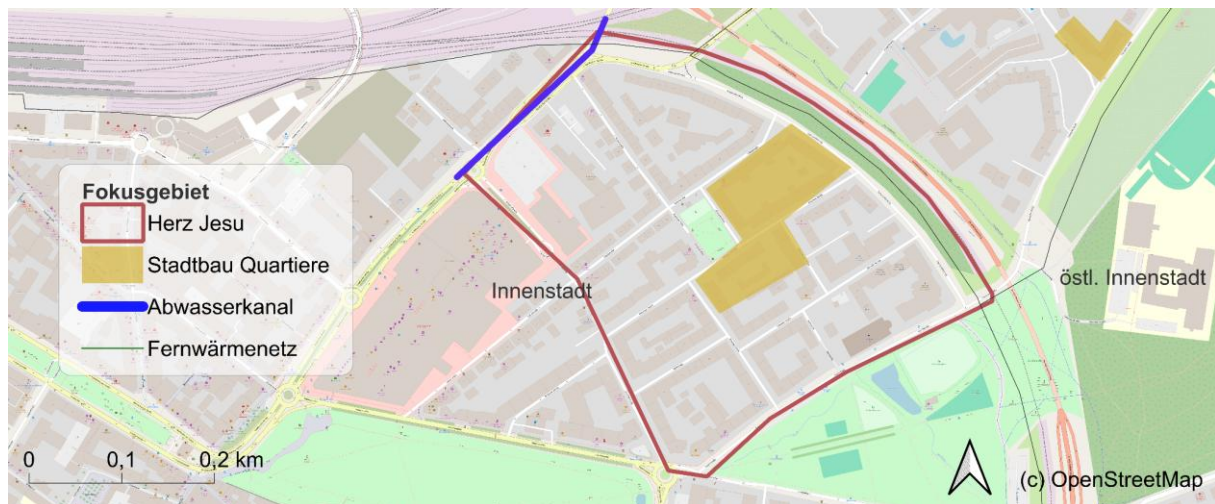 Fokusgebiet
Herz Jesu
Stadtbau Quartiere
Abwasserkanal
Fernwärmenetz
Innenstadt
östl. Innenstadt
0 0,1 0,2 km
(c) OpenStreetMap